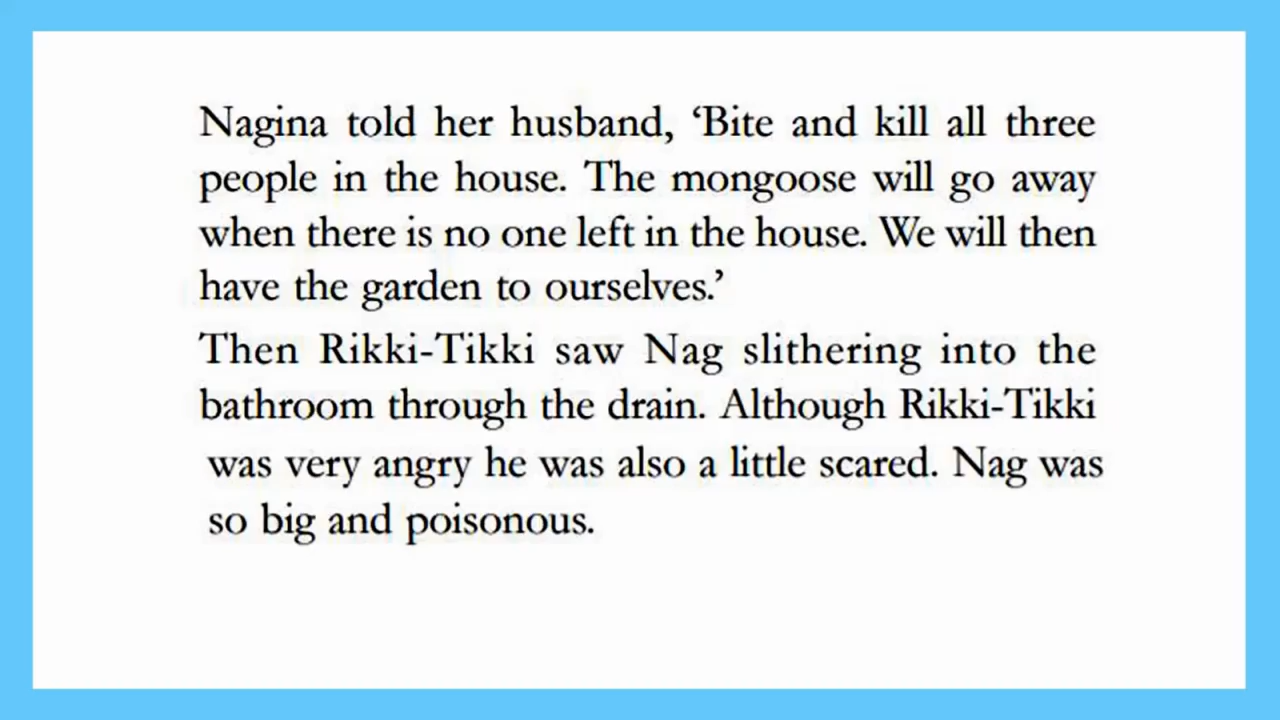 Nagina told her husband, ‘Bite and kill all three
people in the house. The mongoose will go away
when there is no one left in the house. We will then
have the garden to ourselves.’
Then Rikki-Tikki saw Nag slithering into the
bathroom through the drain. Although Rikki-Tikki
was very angry he was also a little scared. Nag was
so big and poisonous.